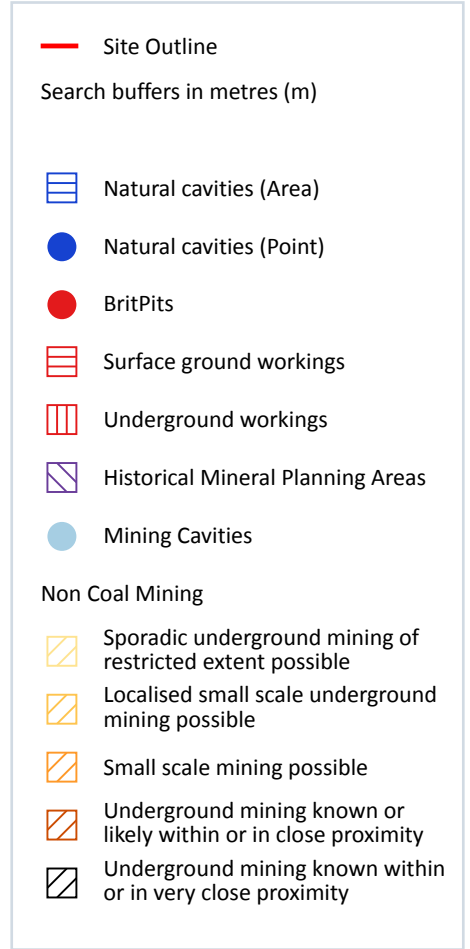 Site Outline
Search buffers in metres (m)
Natural cavities (Area)
Natural cavities (Point)
BritPits
Surface ground workings
Underground workings
Historical Mineral Planning Areas
Mining Cavities
Non Coal Mining
Sporadic underground mining of
restricted extent possible
Localised small scale underground
mining possible
Small scale mining possible
Underground mining known or
likely within or in close proximity
Underground mining known within
or in very close proximity